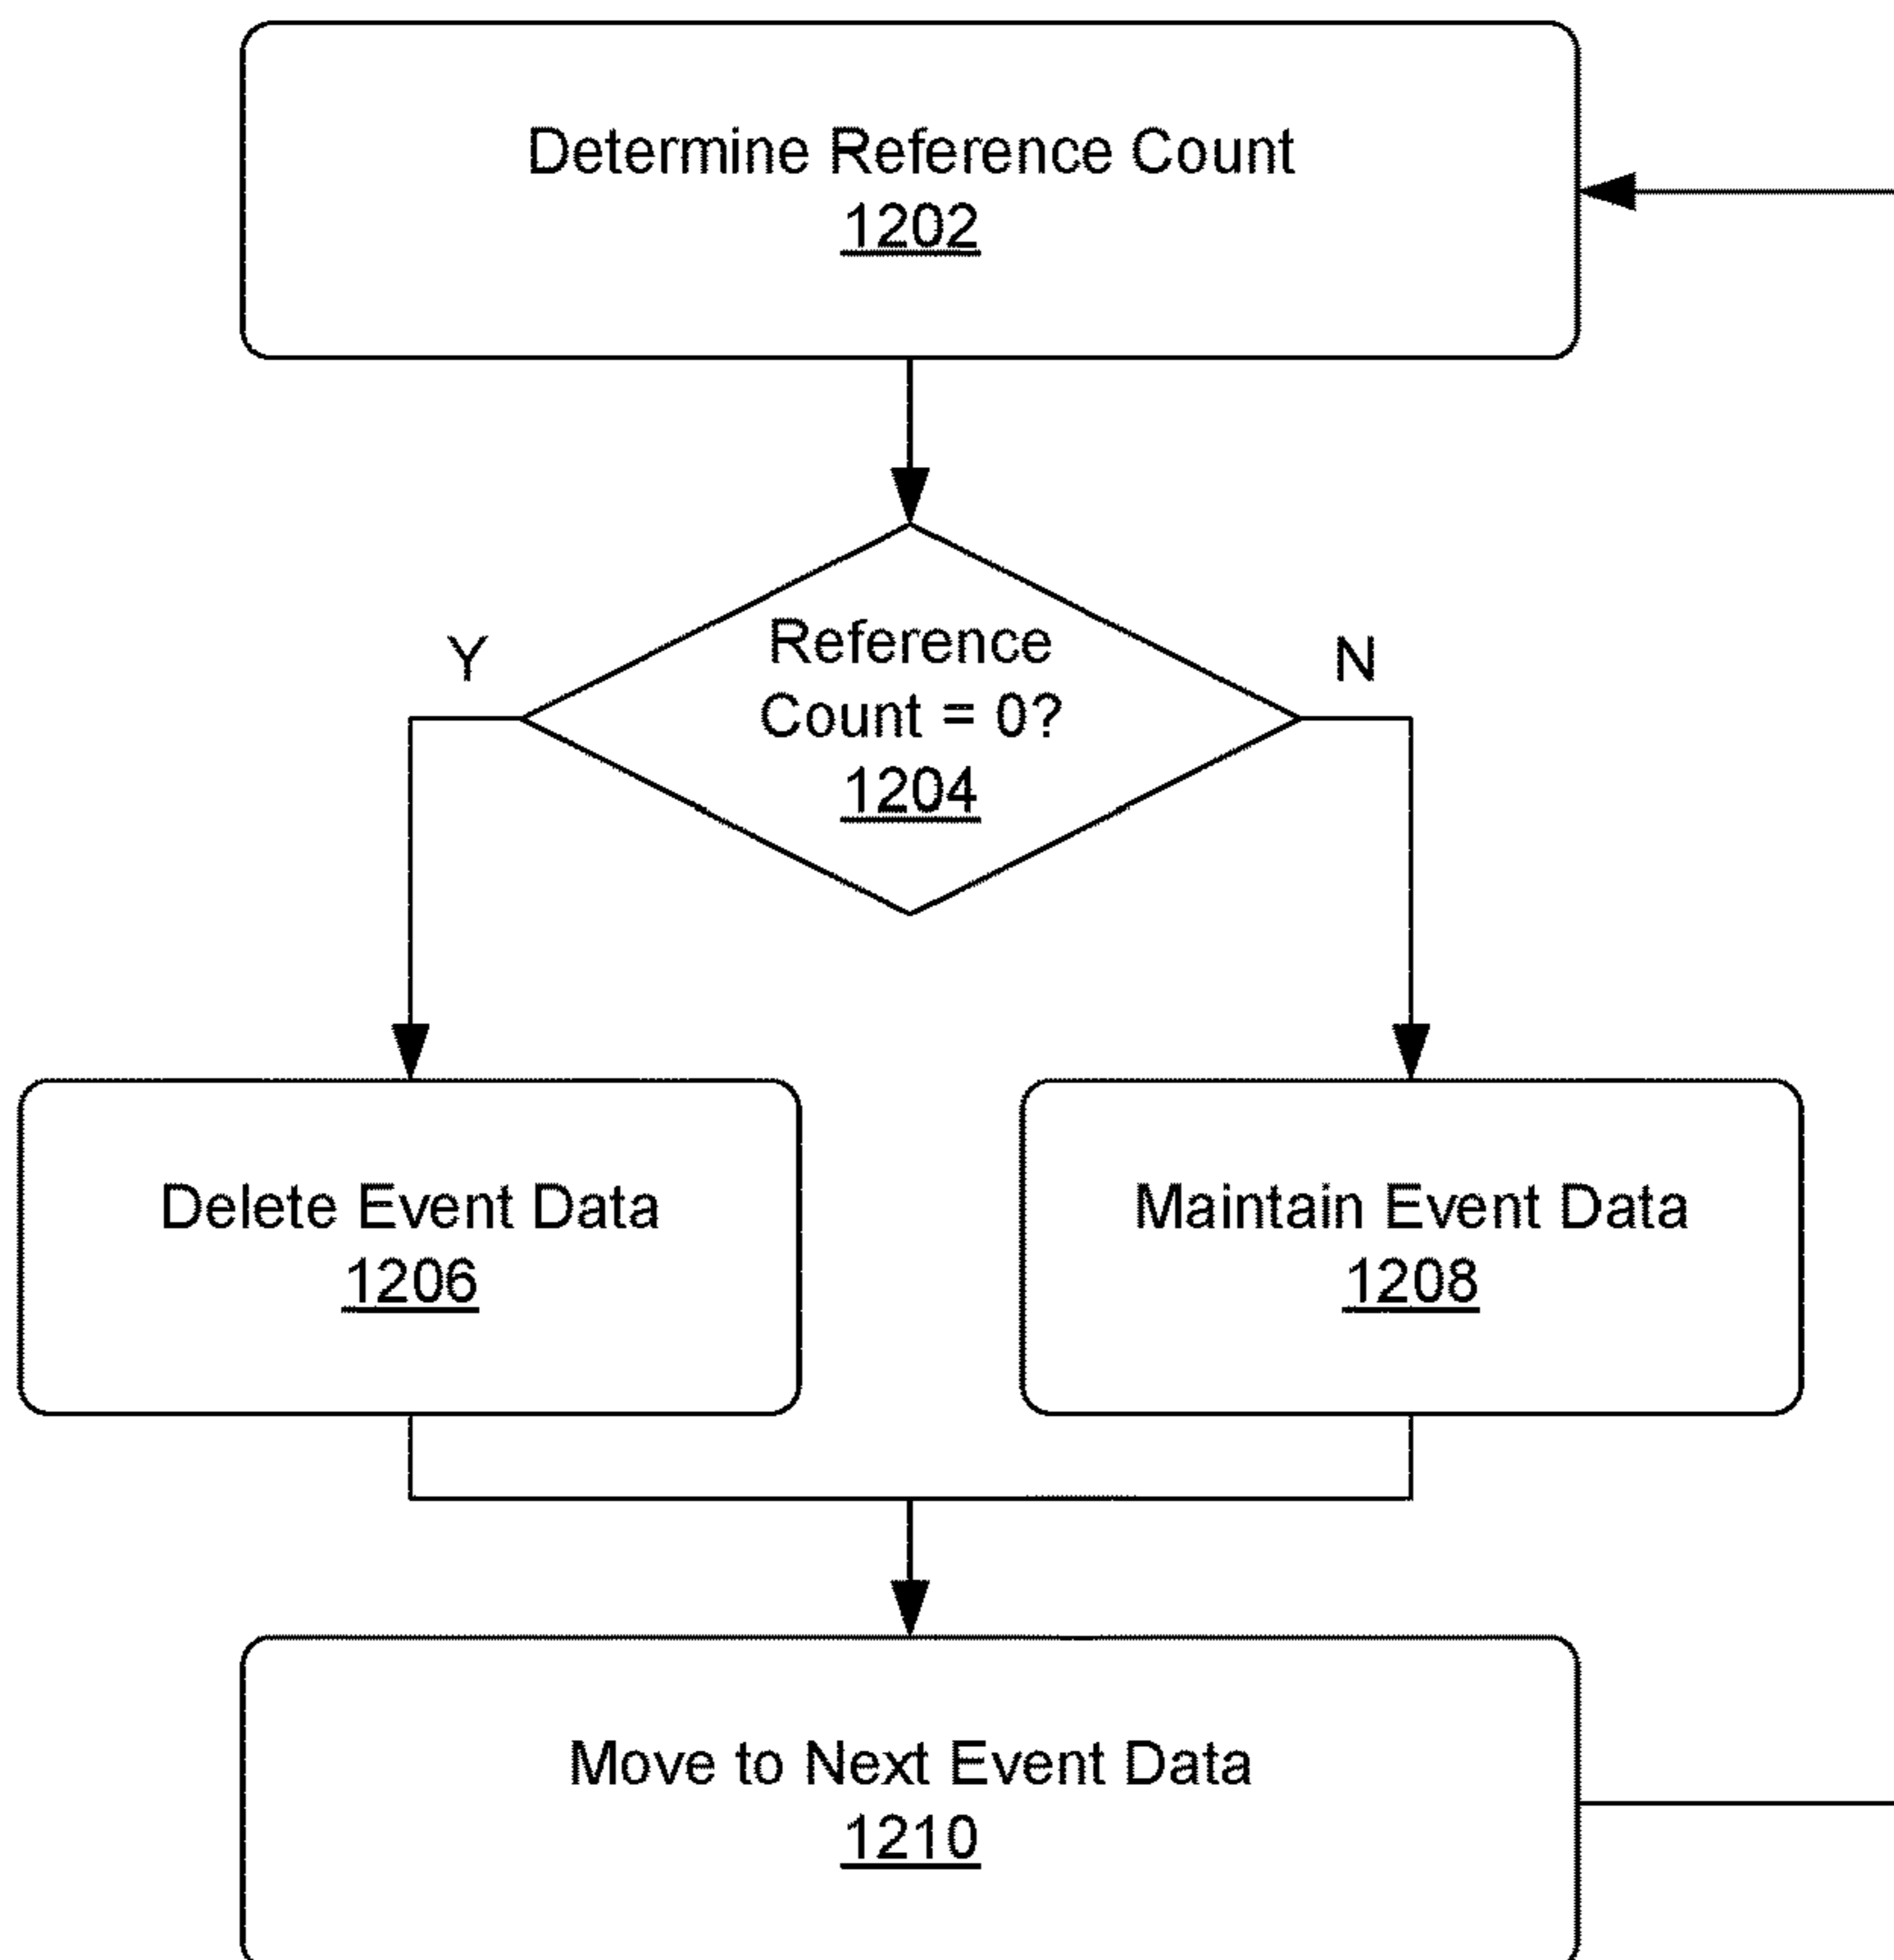 Determine Reference Count
1202
Reference
Count = 0?
1204
Y
N
Delete Event Data
1206
Maintain Event Data
1208
Move to Next Event Data
1210